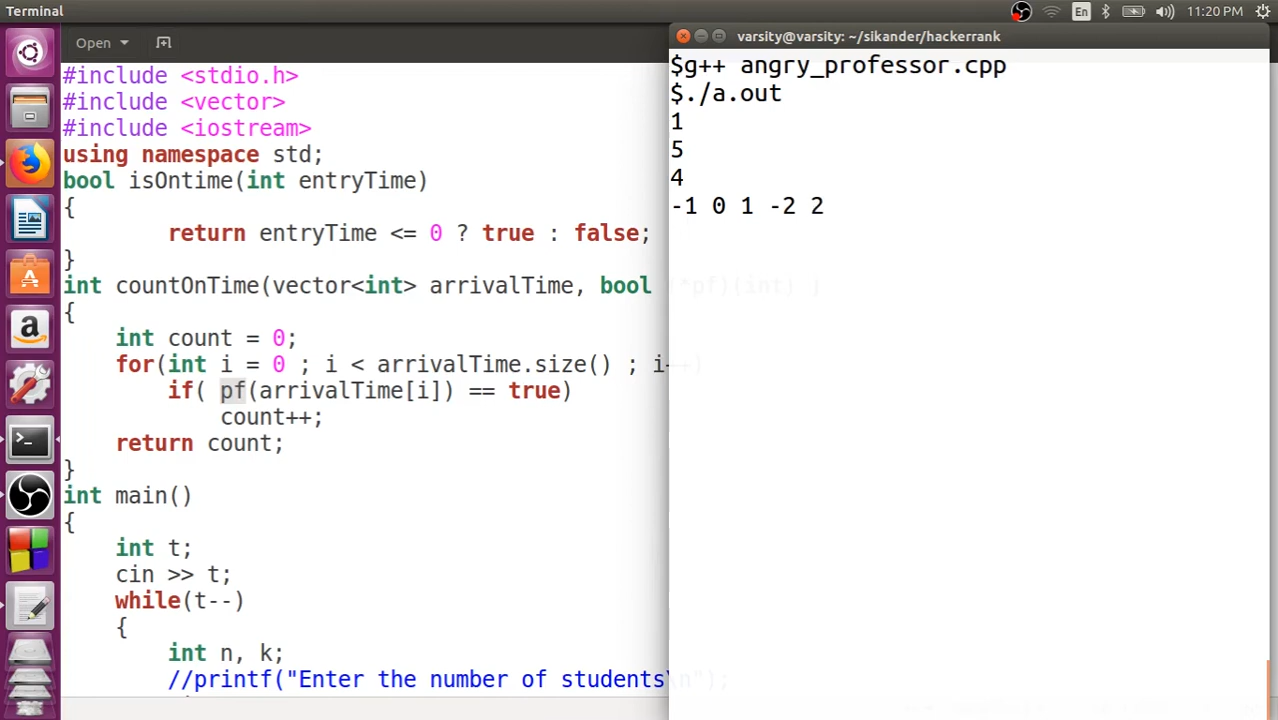 Terminal
En
11:20 PM
Open
#include <stdio.h>
#include <vector>
#include <iostream>
using namespace std;
bool isOntime(int entryTime)
{
return entryTime <= 0 ? true : false;
}
int countOnTime(vector<int> arrivalTime, bool (*pf)(int) )
{
int count = 0;
for(int i = 0 ; i < arrivalTime.size() ; i++)
if( pf(arrivalTime[i]) == true)
count++;
return count;
}
int main()
{
int t;
cin >> t;
while(t--)
{
int n, k;
//printf("Enter the number of students\n");
varsity@varsity: ~/sikander/hackerrank
$g++ angry_professor.cpp
$./a.out
1
5
4
-1 0 1 -2 2